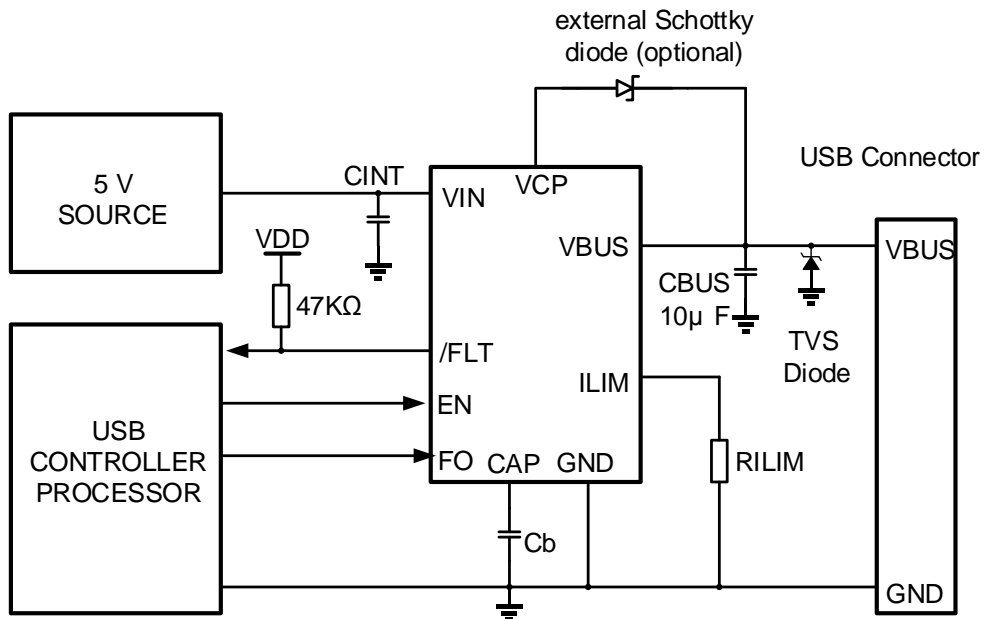 external Schottky
diode (optional)
USB Connector
5 V
SOURCE
CINT
VIN
VCP
VBUS
VBUS
VDD
47KΩ
CBUS
10μ F
TVS
Diode
/FLT
ILIM
EN
FO
CAP
GND
USB
CONTROLLER
PROCESSOR
RILIM
Cb
GND